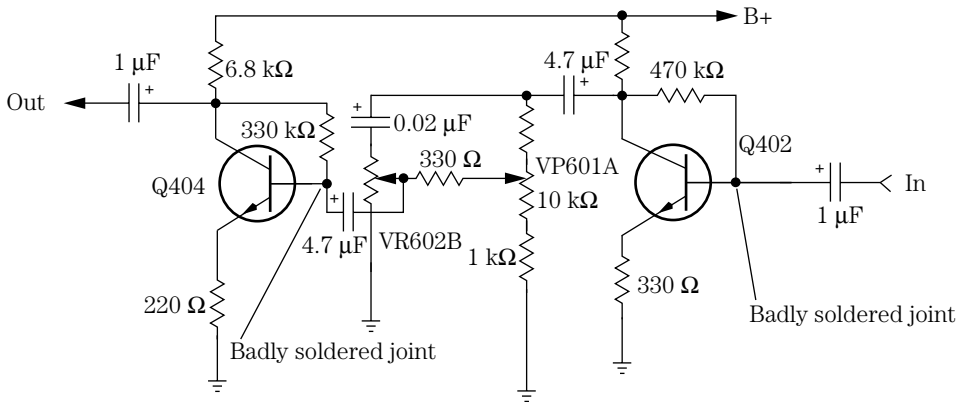 B+
1 µF
+
6.8 kΩ
4.7 µF
+
470 kΩ
Out
330 kΩ
+
0.02 µF
Q402
330 Ω
VP601A
+
In
Q404
+
10 kΩ
1 µF
4.7 µF
VR602B
1 kΩ
220 Ω
330 Ω
Badly soldered joint
Badly soldered joint